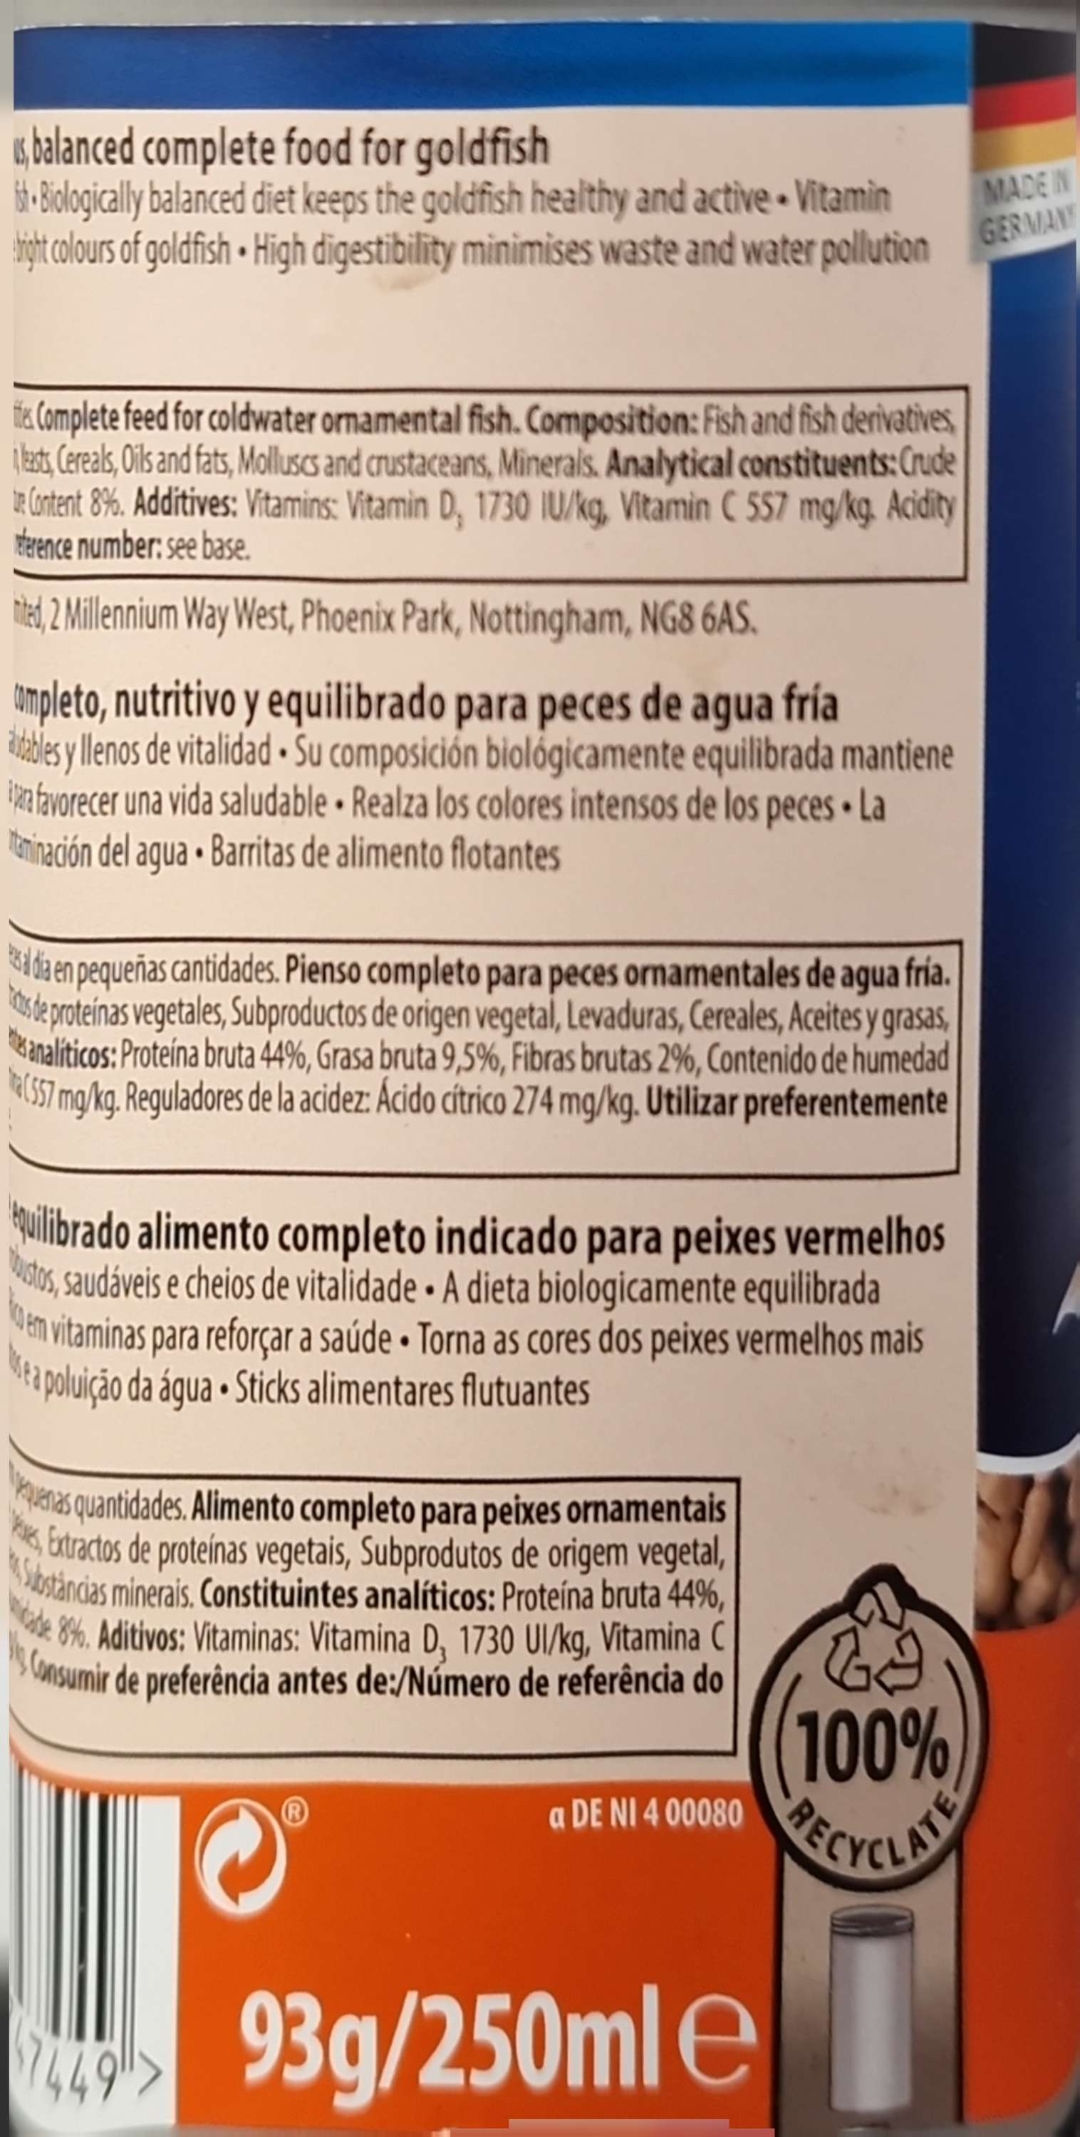 balanced complete food for goldfish
Biologically balanced diet keeps the goldfish healthy and active • Vitamin
bright colours of goldfish • High digestibility minimises waste and water pollution
MADE IN
GERMANY
Complete feed for coldwater ornamental fish. Composition: Fish and fish derivatives,
Cereals, Oils and fats, Molluscs and crustaceans, Minerals. Analytical constituents: Crude
Content 8%. Additives: Vitamins: Vitamin D₃ 1730 IU/kg, Vitamin C 557 mg/kg. Acidity
number: see base.
2 Millennium Way West, Phoenix Park, Nottingham, NG8 6AS.
completo, nutritivo y equilibrado para peces de agua fría
y llenos de vitalidad • Su composición biológicamente equilibrada mantiene
para favorecer una vida saludable • Realza los colores intensos de los peces • La
del agua • Barritas de alimento flotantes
al día en pequeñas cantidades. Pienso completo para peces ornamentales de agua fría.
de proteínas vegetales, Subproductos de origen vegetal, Levaduras, Cereales, Aceites y grasas,
analíticos: Proteína bruta 44%, Grasa bruta 9,5%, Fibras brutas 2%, Contenido de humedad
C 557 mg/kg. Reguladores de la acidez: Ácido cítrico 274 mg/kg. Utilizar preferentemente
equilibrado alimento completo indicado para peixes vermelhos
saudáveis e cheios de vitalidade • A dieta biologicamente equilibrada
em vitaminas para reforçar a saúde • Torna as cores dos peixes vermelhos mais
e a poluição da água • Sticks alimentares flutuantes
pequenas quantidades. Alimento completo para peixes ornamentais
Extractos de proteínas vegetais, Subprodutos de origem vegetal,
Substâncias minerais. Constituintes analíticos: Proteína bruta 44%,
8%. Aditivos: Vitaminas: Vitamina D₃ 1730 UI/kg, Vitamina C
Consumir de preferência antes de:/Número de referência do
100%
RECYCLATE
®
a DE NI 4 00080
47449 >
93g/250ml e